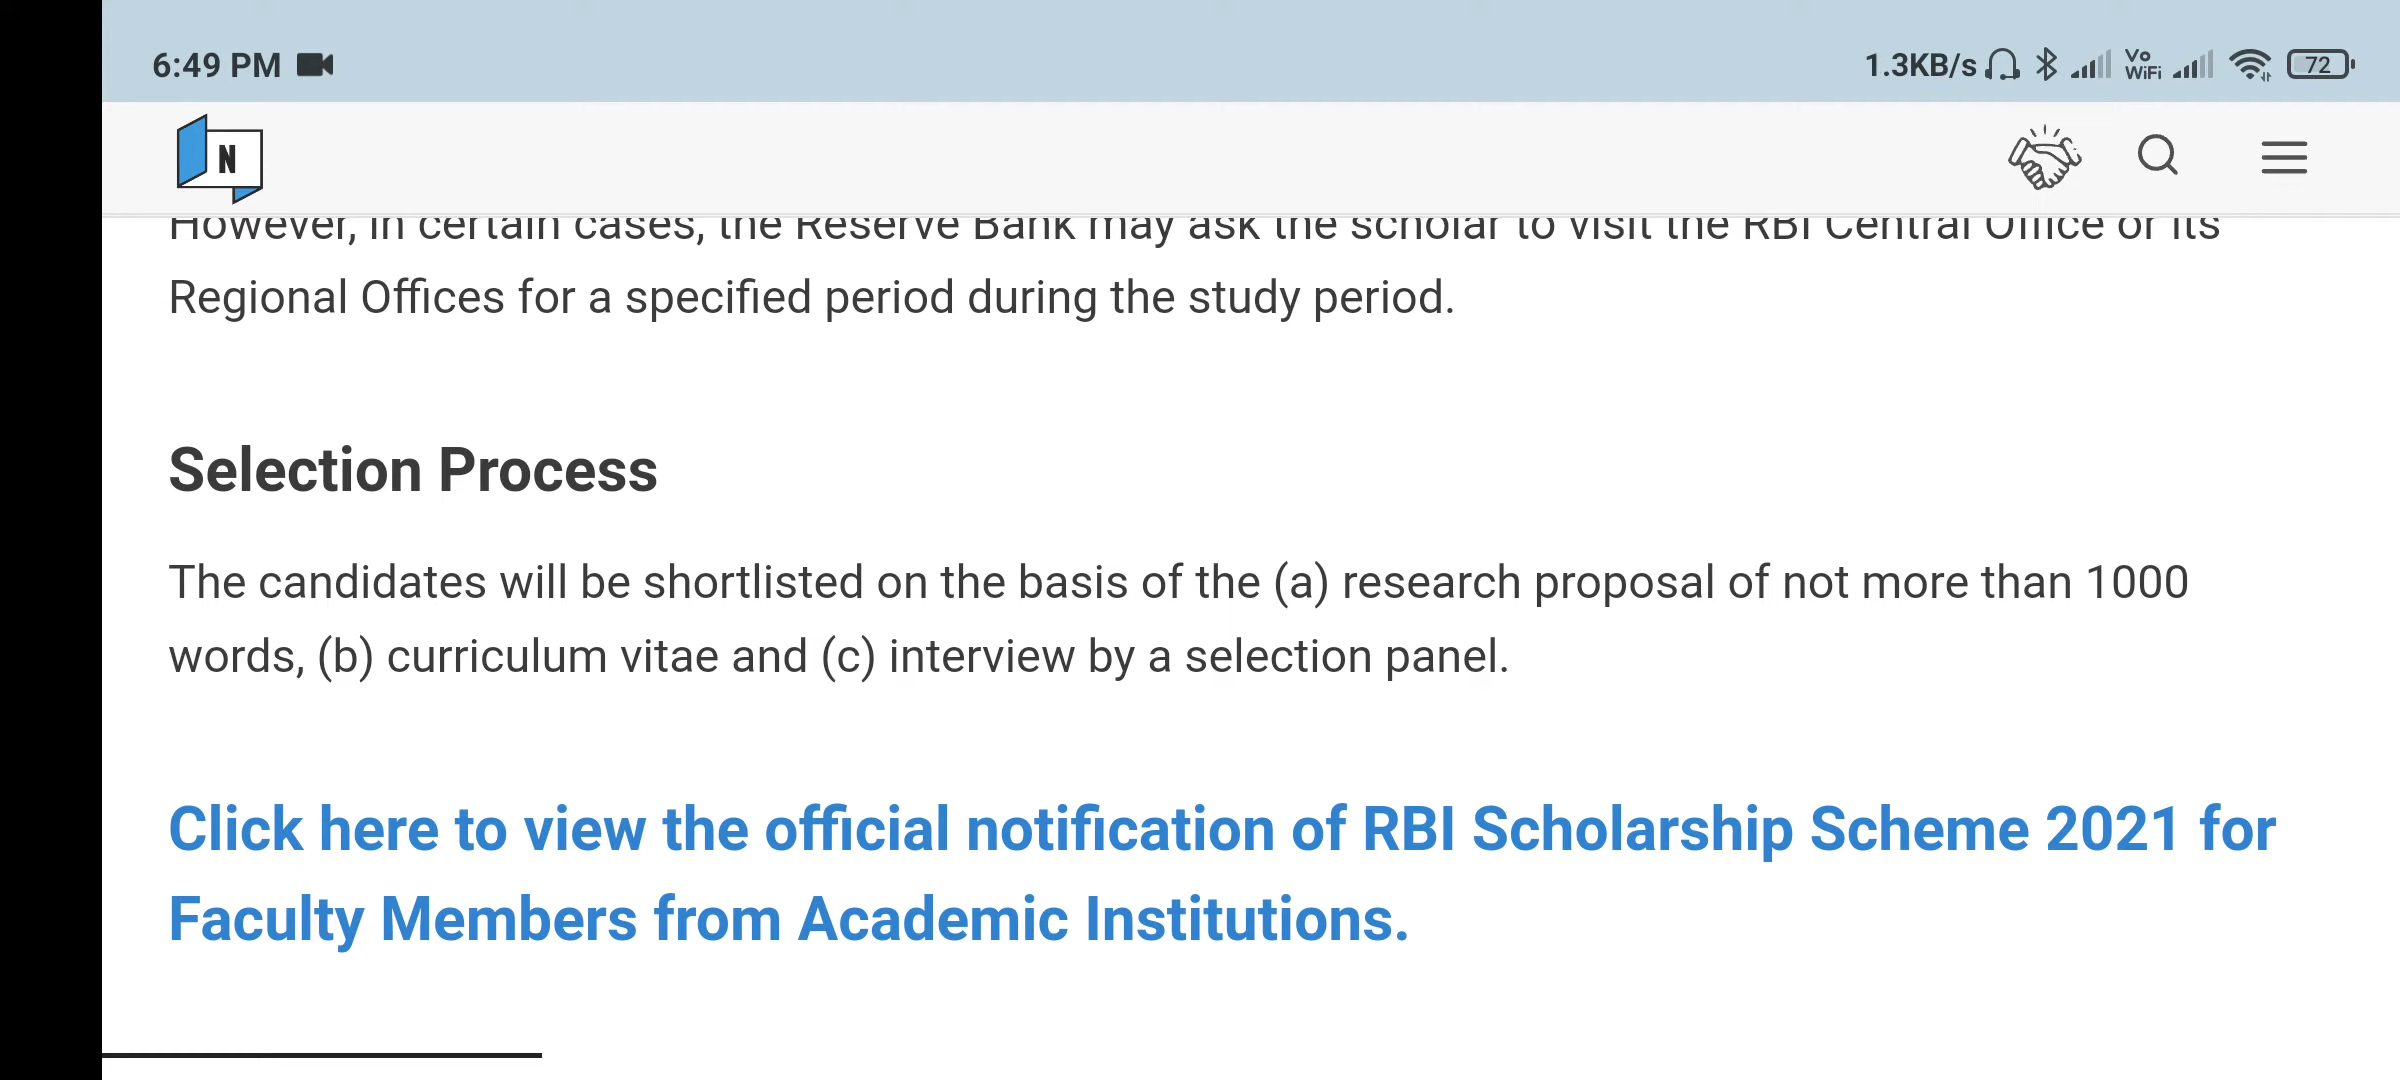 6:49 PM
1.3KB/s Vo WiFi 72
N
However, in certain cases, the Reserve Bank may ask the scholar to visit the RBI Central Office or its
Regional Offices for a specified period during the study period.
Selection Process
The candidates will be shortlisted on the basis of the (a) research proposal of not more than 1000
words, (b) curriculum vitae and (c) interview by a selection panel.
Click here to view the official notification of RBI Scholarship Scheme 2021 for
Faculty Members from Academic Institutions.